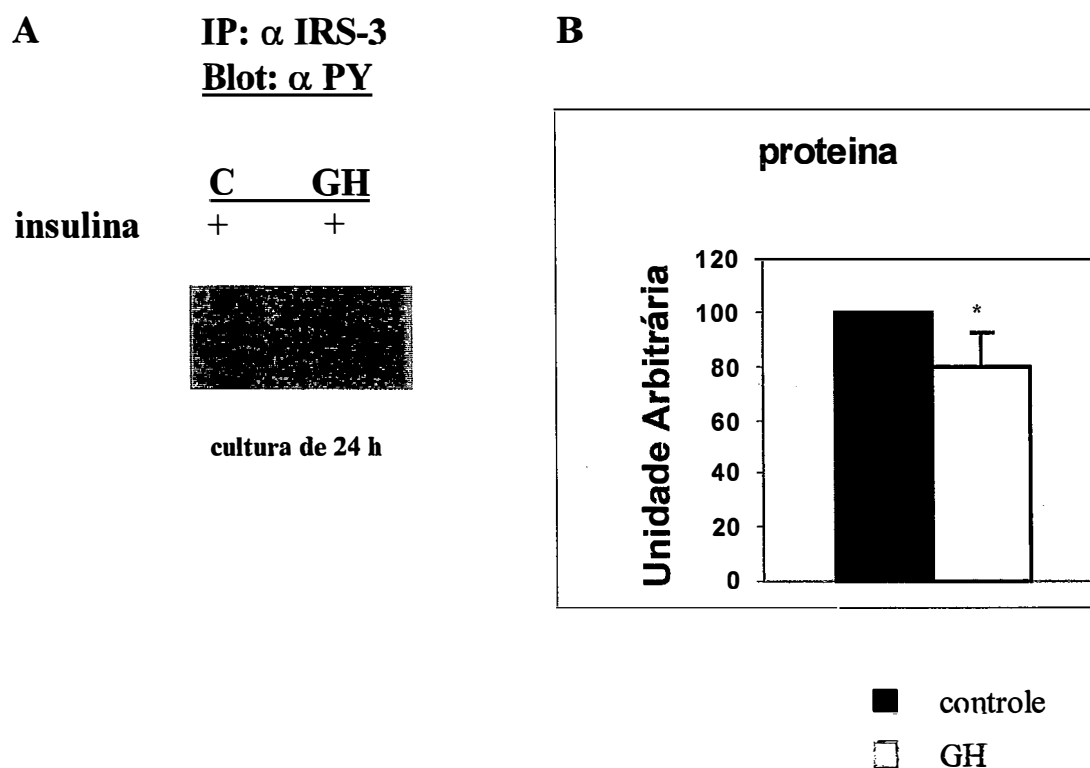 A
IP: α IRS-3
Blot: α PY
C GH
insulina + +
cultura de 24 h
B
proteina
Unidade Arbitrária
120
100
80
60
40
20
0
*
controle
GH